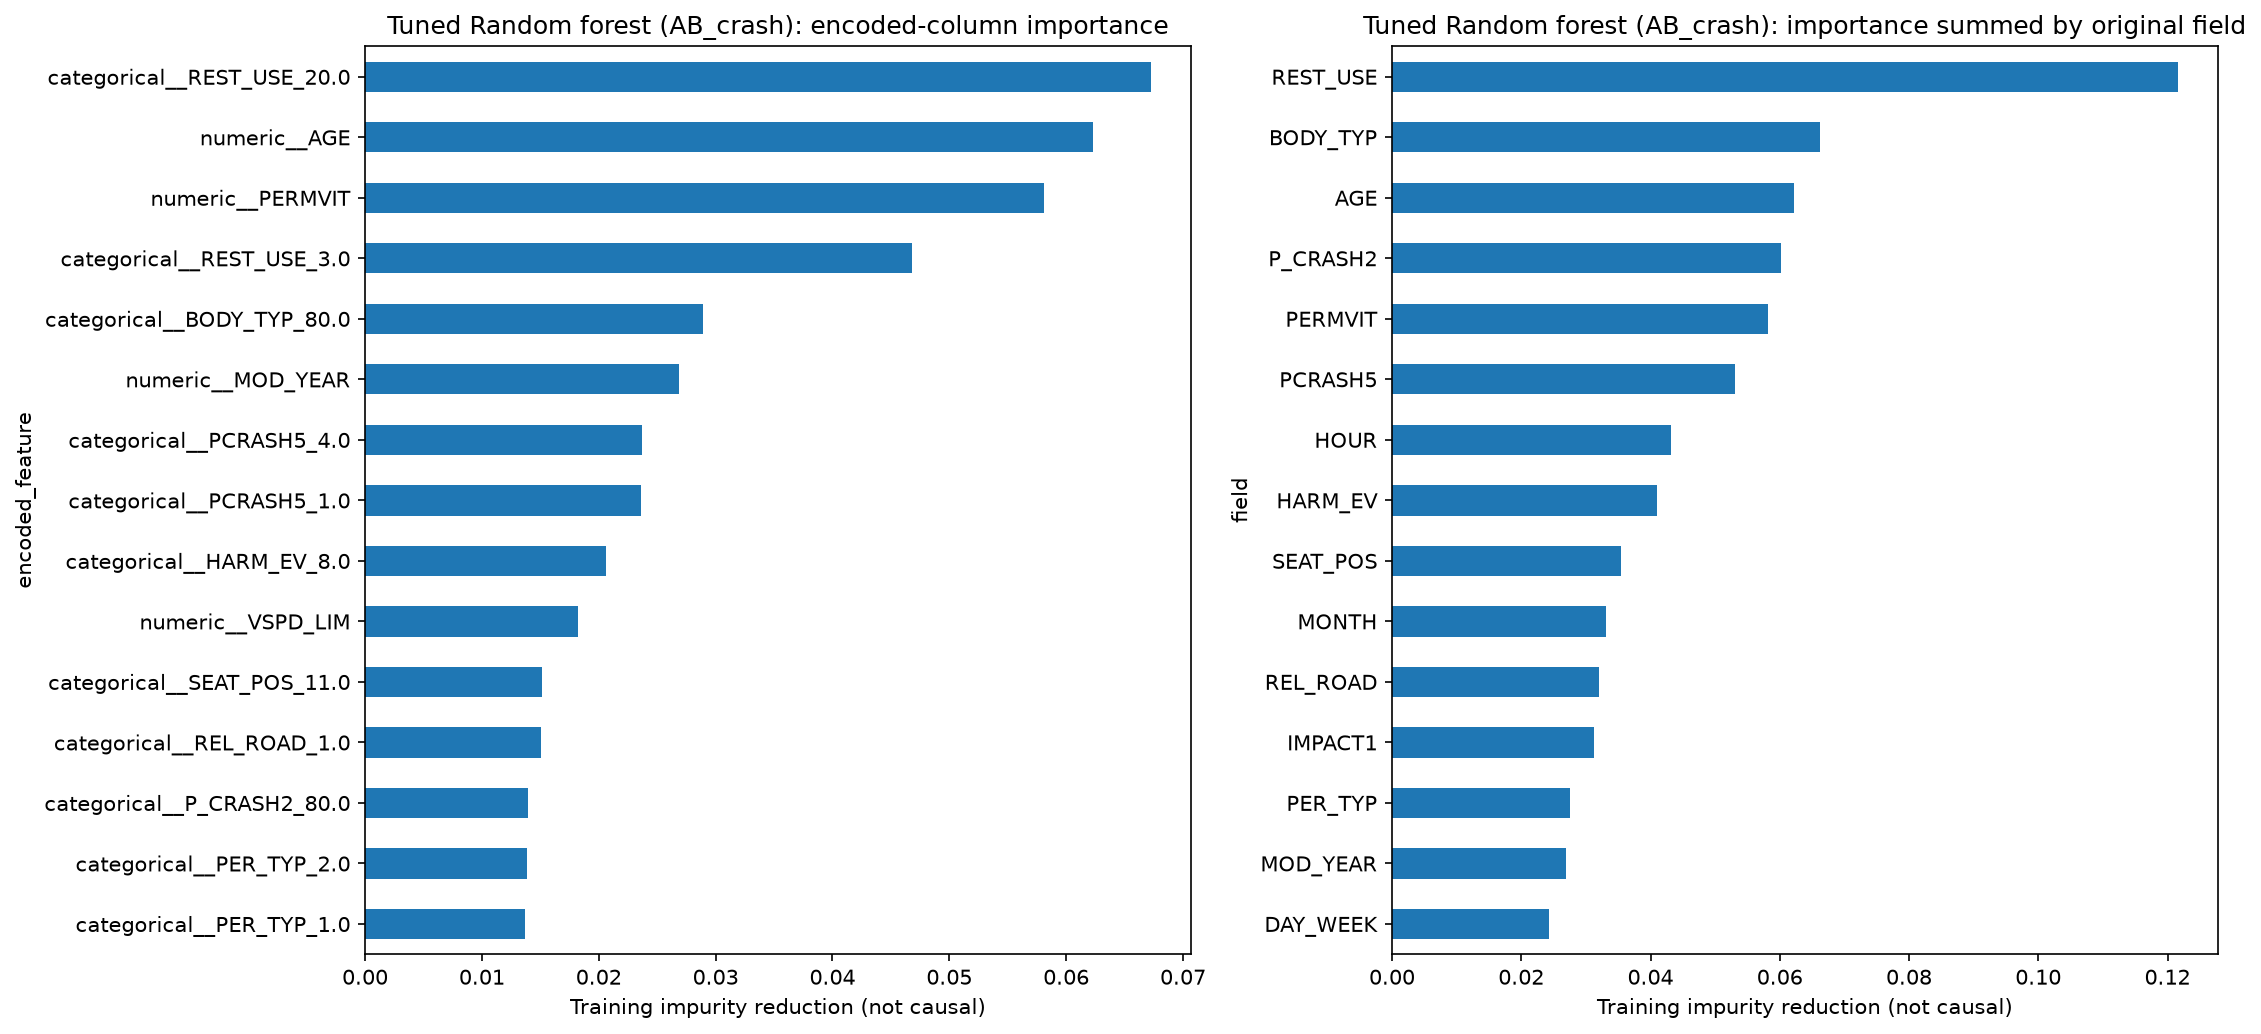 Tuned Random forest (AB_crash): encoded-column importance
encoded_feature
categorical__REST_USE_20.0
numeric__AGE
numeric__PERMVIT
categorical__REST_USE_3.0
categorical__BODY_TYP_80.0
numeric__MOD_YEAR
categorical__PCRASH5_4.0
categorical__PCRASH5_1.0
categorical__HARM_EV_8.0
numeric__VSPD_LIM
categorical__SEAT_POS_11.0
categorical__REL_ROAD_1.0
categorical__P_CRASH2_80.0
categorical__PER_TYP_2.0
categorical__PER_TYP_1.0
0.00 0.01 0.02 0.03 0.04 0.05 0.06 0.07
Training impurity reduction (not causal)
Tuned Random forest (AB_crash): importance summed by original field
field
REST_USE
BODY_TYP
AGE
P_CRASH2
PERMVIT
PCRASH5
HOUR
HARM_EV
SEAT_POS
MONTH
REL_ROAD
IMPACT1
PER_TYP
MOD_YEAR
DAY_WEEK
0.00 0.02 0.04 0.06 0.08 0.10 0.12
Training impurity reduction (not causal)